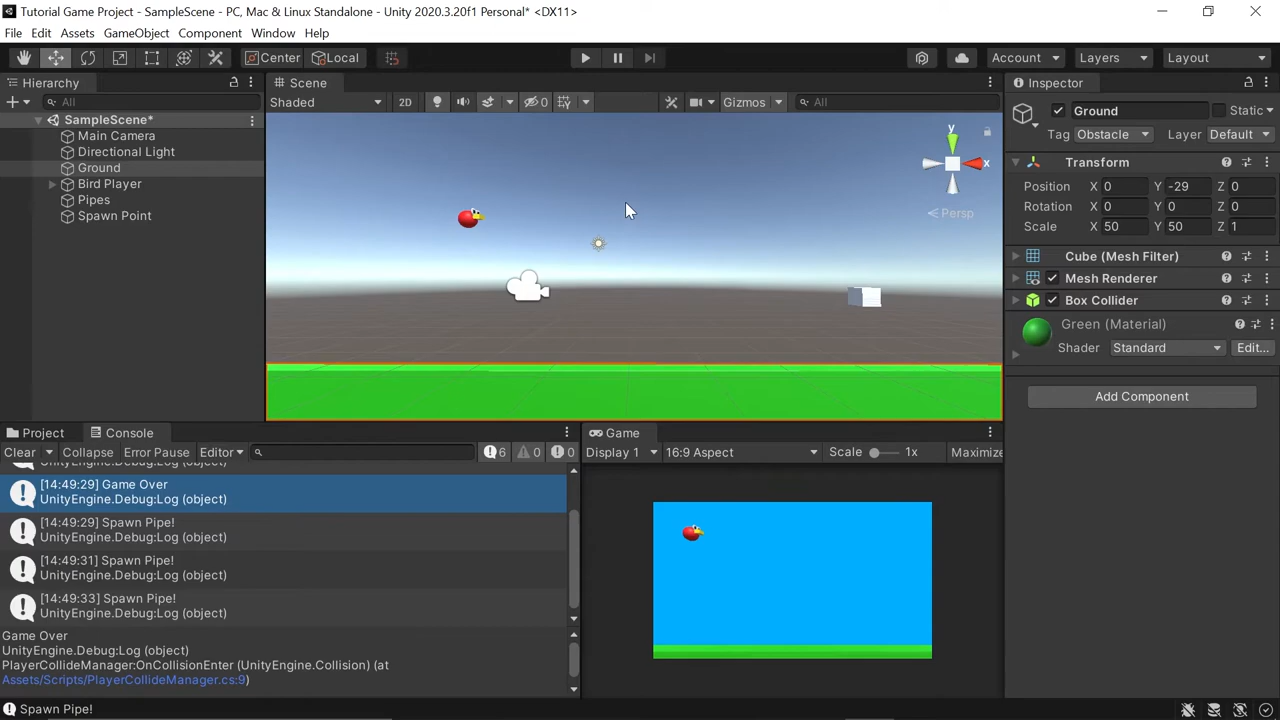 Tutorial Game Project - SampleScene - PC, Mac & Linux Standalone - Unity 2020.3.20f1 Personal* <DX11>
File Edit Assets GameObject Component Window Help
Center Local Account Layers Layout
Hierarchy
All
SampleScene*
Main Camera
Directional Light
Ground
Bird Player
Pipes
Spawn Point
Scene
Shaded 2D 0 Gizmos All
y
x
Persp
Inspector
Ground Static
Tag Obstacle Layer Default
Transform
Position X 0 Y -29 Z 0
Rotation X 0 Y 0 Z 0
Scale X 50 Y 50 Z 1
Cube (Mesh Filter)
Mesh Renderer
Box Collider
Green (Material)
Shader Standard Edit...
Add Component
Project Console
Clear Collapse Error Pause Editor 6 0 0
[14:49:29] Game Over
UnityEngine.Debug:Log (object)
[14:49:29] Spawn Pipe!
UnityEngine.Debug:Log (object)
[14:49:31] Spawn Pipe!
UnityEngine.Debug:Log (object)
[14:49:33] Spawn Pipe!
UnityEngine.Debug:Log (object)
Game Over
UnityEngine.Debug:Log (object)
PlayerCollideManager:OnCollisionEnter (UnityEngine.Collision) (at
Assets/Scripts/PlayerCollideManager.cs:9)
Game
Display 1 16:9 Aspect Scale 1x Maximize
Spawn Pipe!